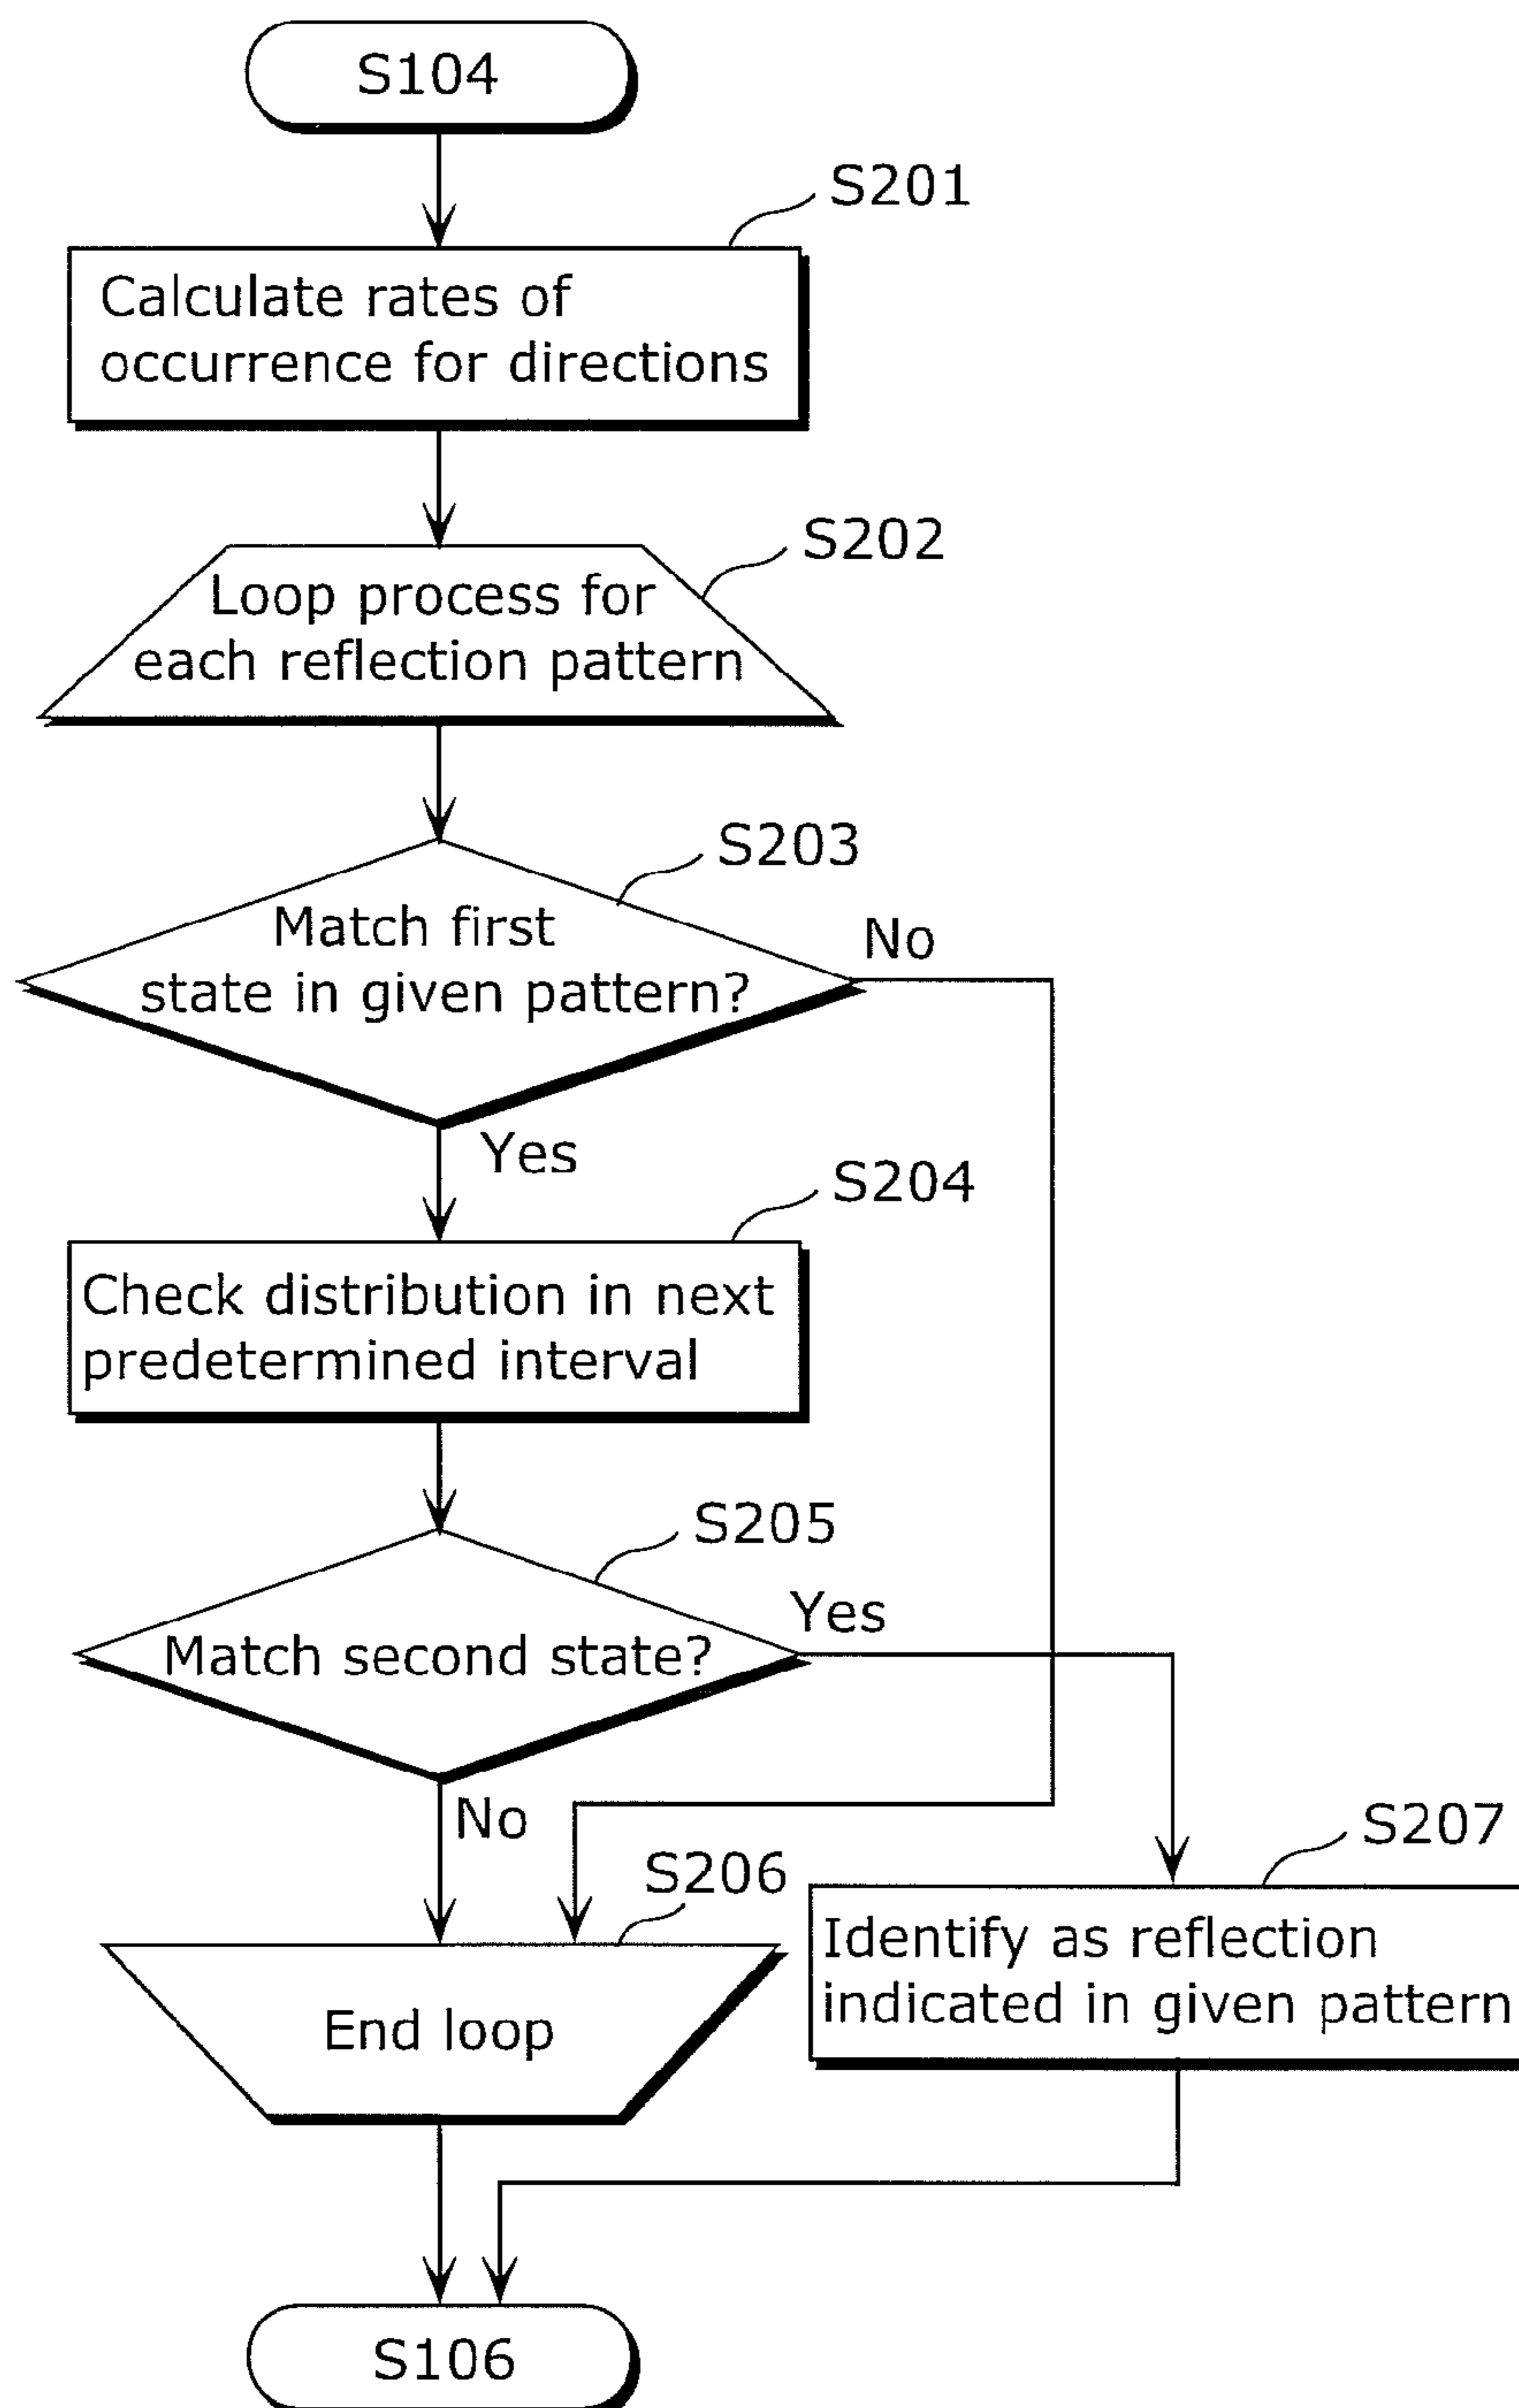 S104
S201
Calculate rates of
occurrence for directions
S202
Loop process for
each reflection pattern
S203
Match first
state in given pattern?
No
Yes
S204
Check distribution in next
predetermined interval
S205
Match second state?
Yes
No
S206
End loop
S207
Identify as reflection
indicated in given pattern
S106